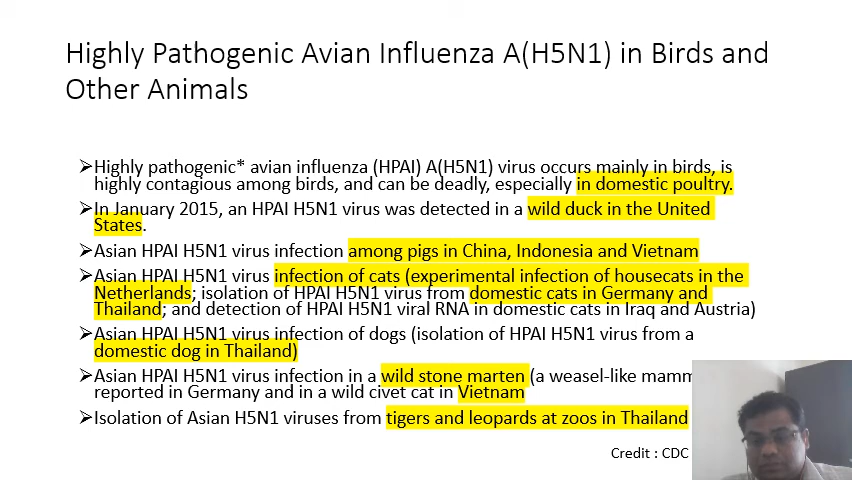 Highly Pathogenic Avian Influenza A(H5N1) in Birds and
Other Animals
➢Highly pathogenic* avian influenza (HPAI) A(H5N1) virus occurs mainly in birds, is
highly contagious among birds, and can be deadly, especially in domestic poultry.
➢In January 2015, an HPAI H5N1 virus was detected in a wild duck in the United
States.
➢Asian HPAI H5N1 virus infection among pigs in China, Indonesia and Vietnam
➢Asian HPAI H5N1 virus infection of cats (experimental infection of housecats in the
Netherlands; isolation of HPAI H5N1 virus from domestic cats in Germany and
Thailand; and detection of HPAI H5N1 viral RNA in domestic cats in Iraq and Austria)
➢Asian HPAI H5N1 virus infection of dogs (isolation of HPAI H5N1 virus from a
domestic dog in Thailand)
➢Asian HPAI H5N1 virus infection in a wild stone marten (a weasel-like
reported in Germany and in a wild civet cat in Vietnam
➢Isolation of Asian H5N1 viruses from tigers and leopards at zoos in Thailand
Credit : CDC